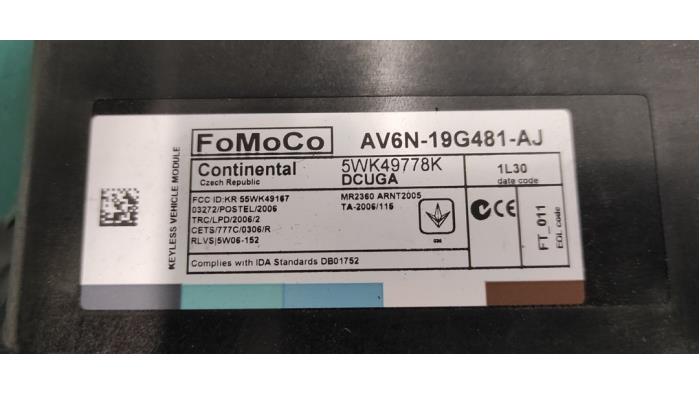 KEYLESS VEHICLE MODULE
FoMoCo AV6N-19G481-AJ
Continental
Czech Republic
5WK49778K
DCUGA
1L30
date code
FCC ID:KR 55WK49167
03272/POSTEL/2006
TRC/LPD/2006/2
CETS/777C/0306/R
RLVS|5W06-152
MR2360 ARNT2005
TA-2006/115
CE
FT_011
EOL code
Complies with IDA Standards DB01752